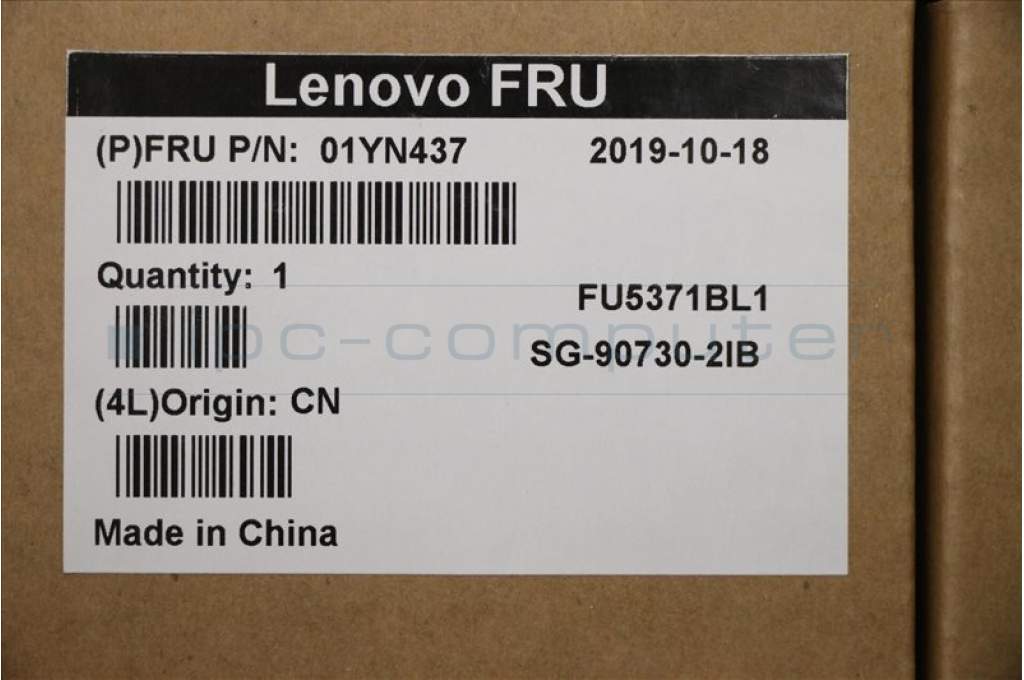 Lenovo FRU
(P)FRU P/N: 01YN437 2019-10-18
Quantity: 1
FU5371BL1
ipc-computer
SG-90730-2IB
(4L)Origin: CN
Made in China